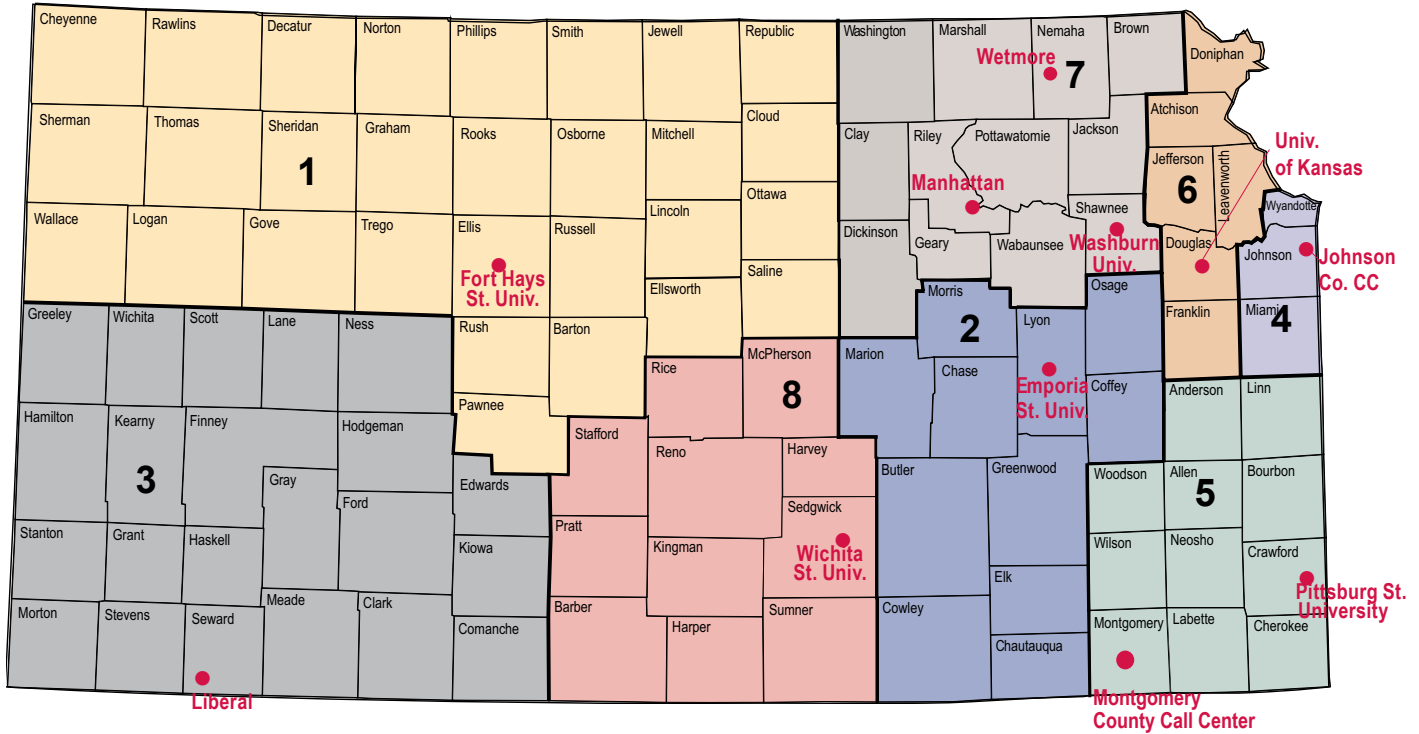 Cheyenne
Rawlins
Decatur
Norton
Phillips
Smith
Jewell
Republic
Washington
Marshall
Nemaha
Brown
Doniphan
Wetmore
7
Sherman
Thomas
Sheridan
Graham
Rooks
Osborne
Mitchell
Cloud
Clay
Riley
Pottawatomie
Jackson
Atchison
1
Univ.
of Kansas
Jefferson
Leavenworth
6
Manhattan
Wallace
Logan
Gove
Trego
Ellis
Russell
Lincoln
Ottawa
Dickinson
Geary
Wabaunsee
Shawnee
Wyandotte
Washburn
Univ.
Douglas
Johnson
Johnson
Co. CC
Fort Hays
St. Univ.
Ellsworth
Saline
Morris
Osage
Greeley
Wichita
Scott
Lane
Ness
Rush
Barton
2
Lyon
Franklin
Miami
4
Rice
McPherson
Marion
Chase
Emporia
St. Univ.
Coffey
Anderson
Linn
8
Hamilton
Kearny
Finney
Hodgeman
Pawnee
Stafford
Reno
Harvey
Butler
Greenwood
Woodson
Allen
Bourbon
3
Gray
Ford
Edwards
Sedgwick
5
Stanton
Grant
Haskell
Kiowa
Pratt
Kingman
Wichita
St. Univ.
Wilson
Neosho
Crawford
Elk
Pittsburg St.
University
Morton
Stevens
Seward
Meade
Clark
Comanche
Barber
Harper
Sumner
Cowley
Chautauqua
Montgomery
Labette
Cherokee
Liberal
Montgomery
County Call Center